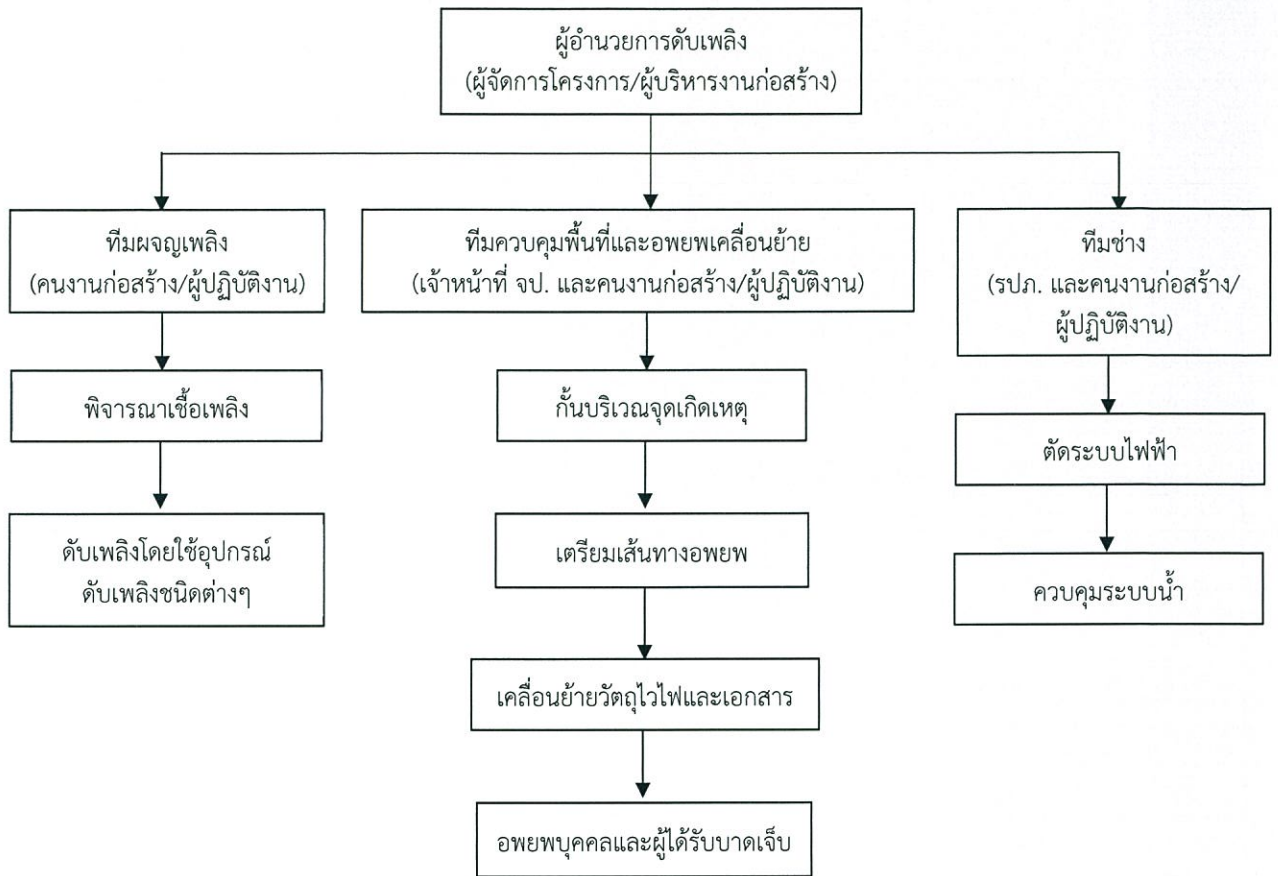 ผู้อำนวยการดับเพลิง
(ผู้จัดการโครงการ/ผู้บริหารงานก่อสร้าง)
ทีมผจญเพลิง
(คนงานก่อสร้าง/ผู้ปฏิบัติงาน)
พิจารณาเชื้อเพลิง
ดับเพลิงโดยใช้อุปกรณ์
ดับเพลิงชนิดต่างๆ
ทีมควบคุมพื้นที่และอพยพเคลื่อนย้าย
(เจ้าหน้าที่ จป. และคนงานก่อสร้าง/ผู้ปฏิบัติงาน)
กั้นบริเวณจุดเกิดเหตุ
เตรียมเส้นทางอพยพ
เคลื่อนย้ายวัตถุไวไฟและเอกสาร
อพยพบุคคลและผู้ได้รับบาดเจ็บ
ทีมช่าง
(รปภ. และคนงานก่อสร้าง/
ผู้ปฏิบัติงาน)
ตัดระบบไฟฟ้า
ควบคุมระบบน้ำ